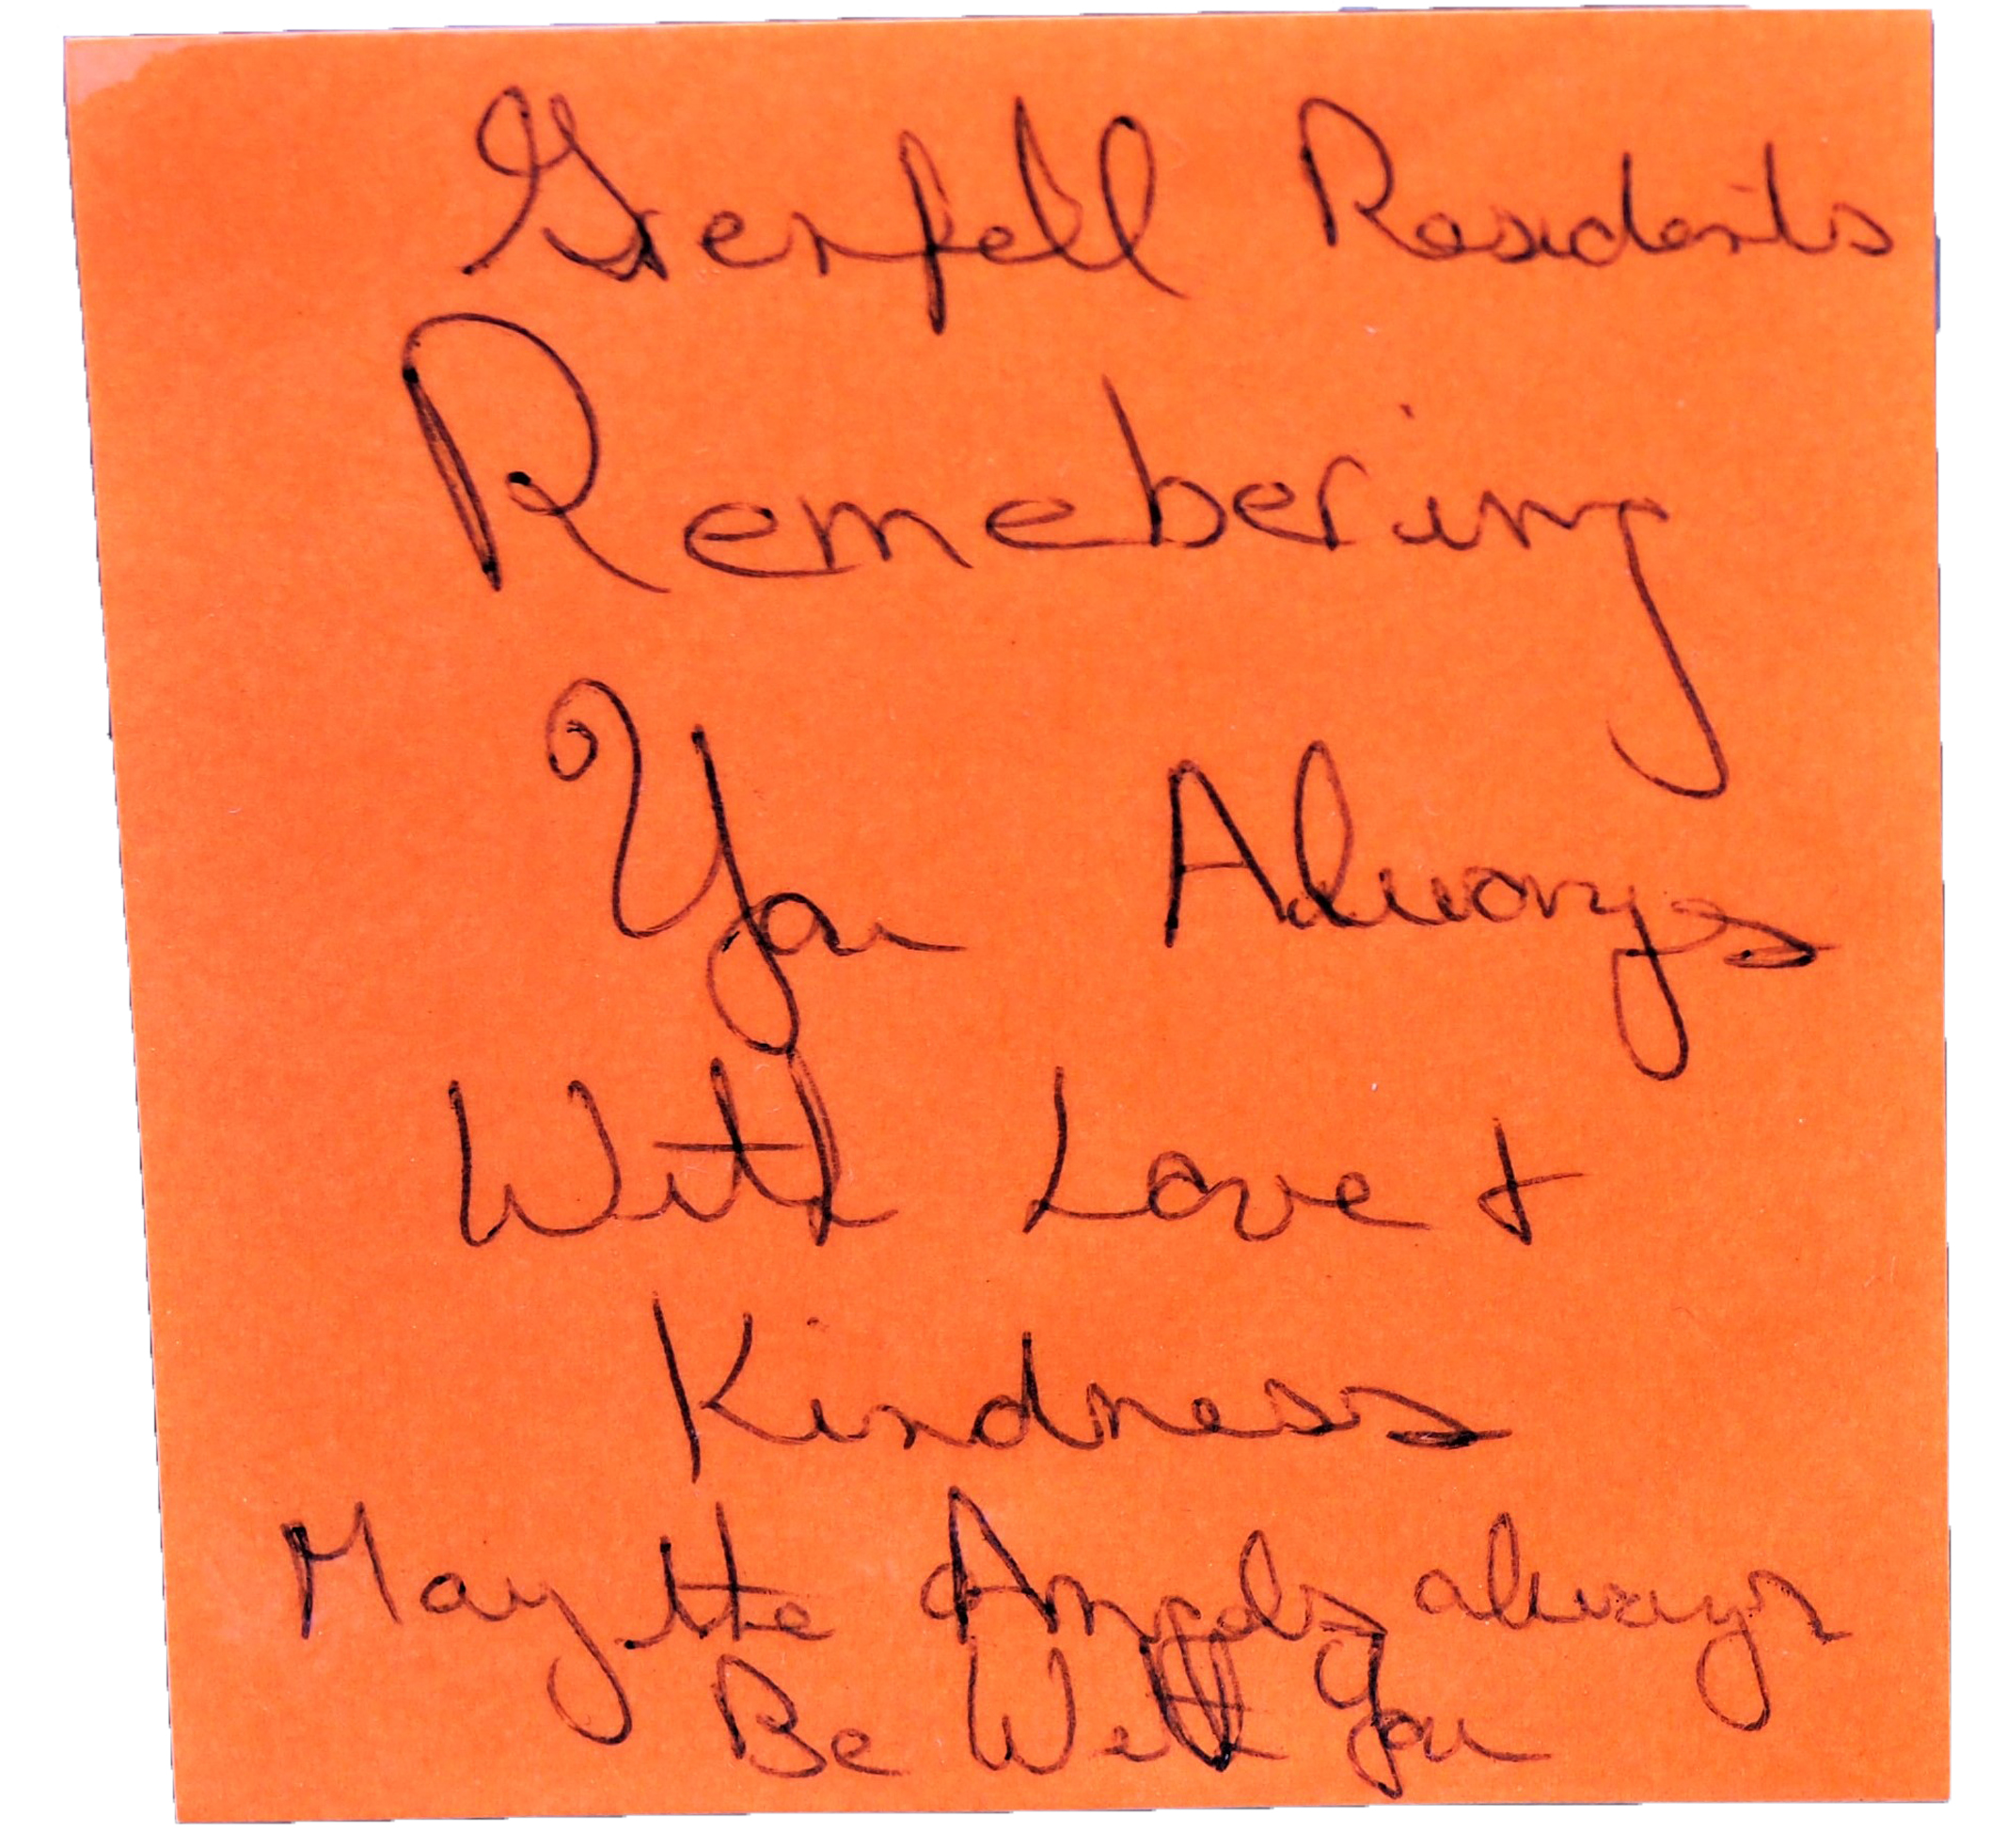 Grenfell Residents
Remebering
You Always
With Love +
Kindness
May the Angels always
Be With You